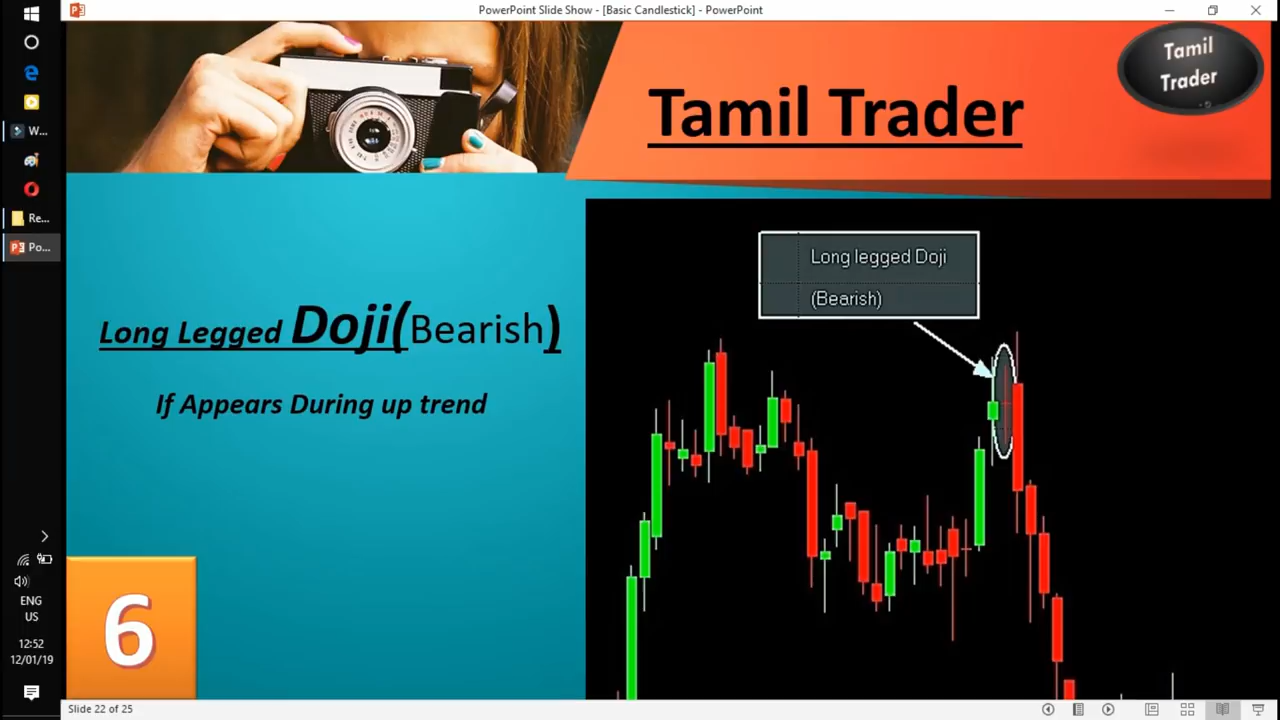 PowerPoint Slide Show - [Basic Candlestick] - PowerPoint
Tamil
Trader
Tamil Trader
W...
Re...
Po...
Long legged Doji
(Bearish)
Long Legged Doji(Bearish)
If Appears During up trend
6
ENG
US
12:52
12/01/19
Slide 22 of 25